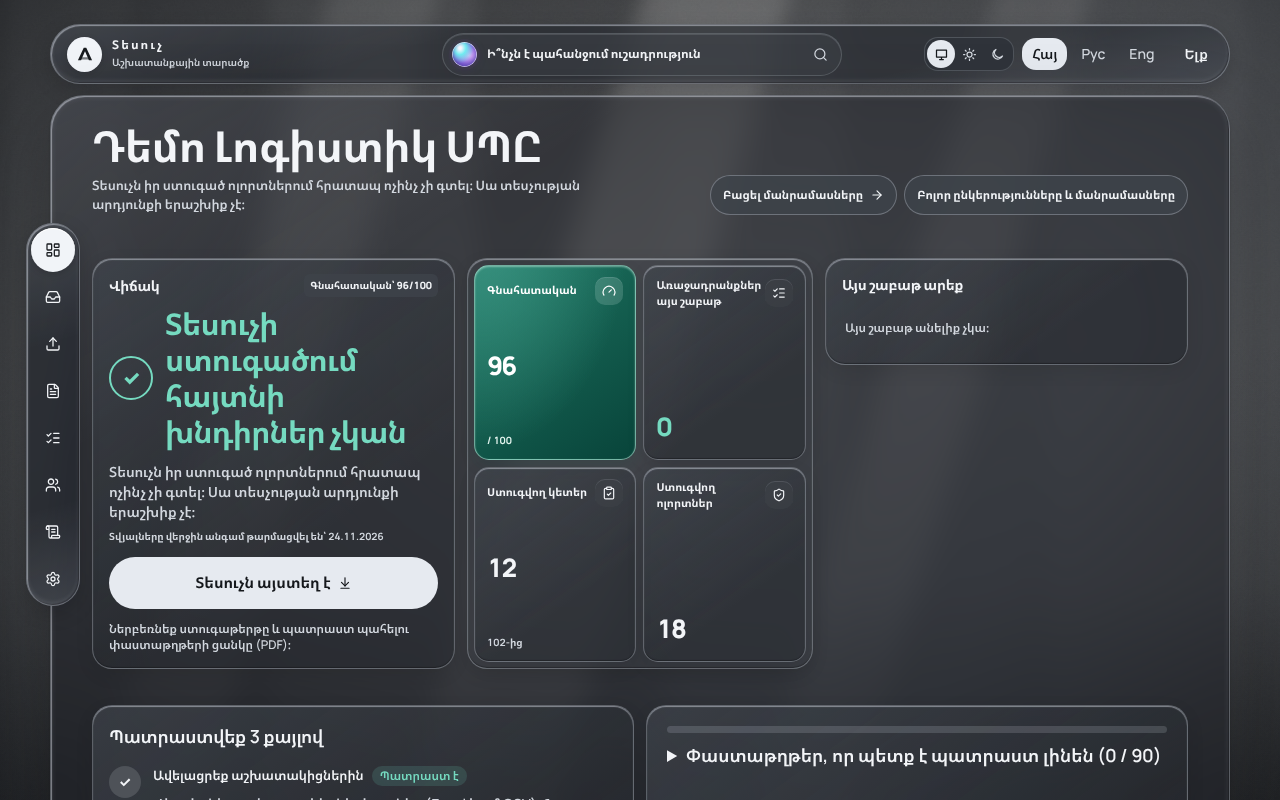 Տեսուչ
Աշխատանքային տարածք
Ի՞նչն է պահանջում ուշադրություն
Հայ
Рус
Eng
Ելք
Դեմո Լոգիստիկ ՍՊԸ
Տեսուչն իր ստուգած ոլորտներում հրատապ ոչինչ չի գտել։ Սա տեսչության
արդյունքի երաշխիք չէ։
Բացել մանրամասները
Բոլոր ընկերությունները և մանրամասները
Վիճակ
Գնահատական՝ 96/100
Տեսուչի
ստուգածում
հայտնի
խնդիրներ չկան
Տեսուչն իր ստուգած ոլորտներում հրատապ
ոչինչ չի գտել։ Սա տեսչության արդյունքի
երաշխիք չէ։
Տվյալները վերջին անգամ թարմացվել են՝ 24.11.2026
Տեսուչն այստեղ է
Ներբեռնեք ստուգաթերթը և պատրաստ պահելու
փաստաթղթերի ցանկը (PDF)։
Գնահատական
96
/ 100
Առաջադրանքներ
այս շաբաթ
0
Ստուգվող կետեր
12
102-ից
Ստուգվող
ոլորտներ
18
Այս շաբաթ արեք
Այս շաբաթ անելիք չկա։
Պատրաստվեք 3 քայլով
Ավելացրեք աշխատակիցներին
Պատրաստ է
Փաստաթղթեր, որ պետք է պատրաստ լինեն (0 / 90)